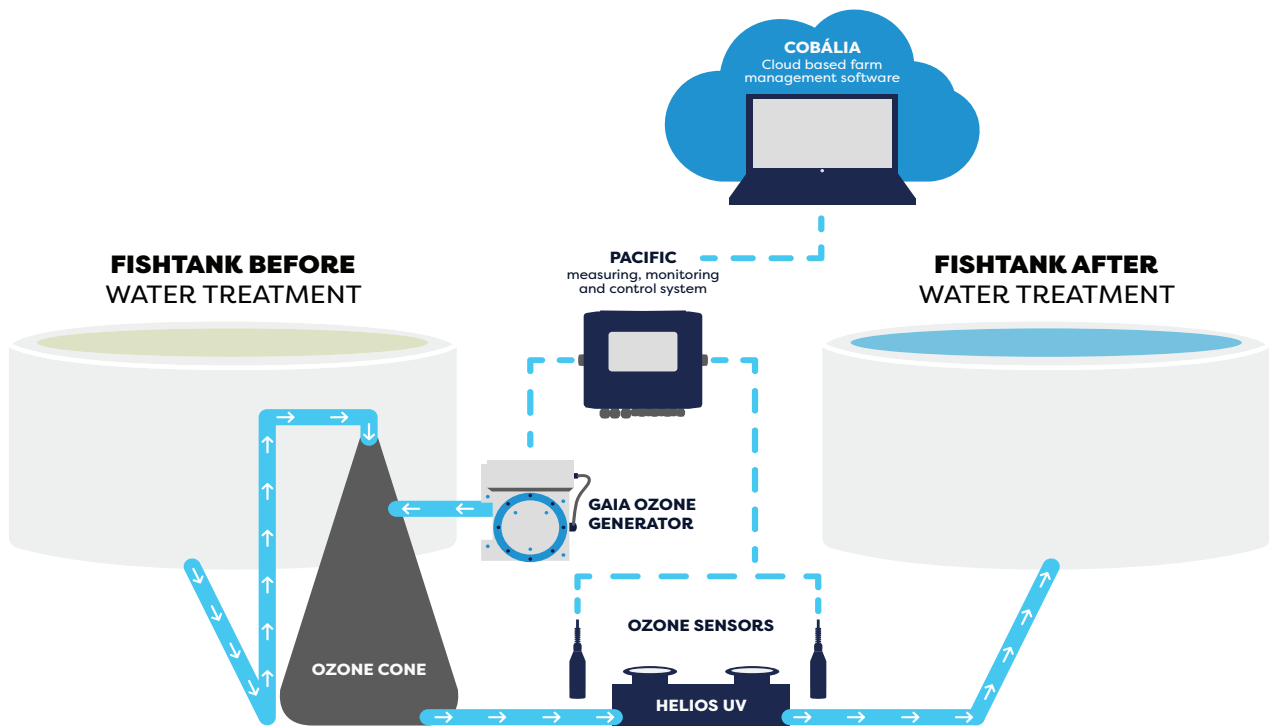 COBÁLIA
Cloud based farm
management software
PACIFIC
measuring, monitoring
and control system
FISHTANK BEFORE
WATER TREATMENT
FISHTANK AFTER
WATER TREATMENT
GAIA OZONE
GENERATOR
OZONE SENSORS
OZONE CONE
HELIOS UV